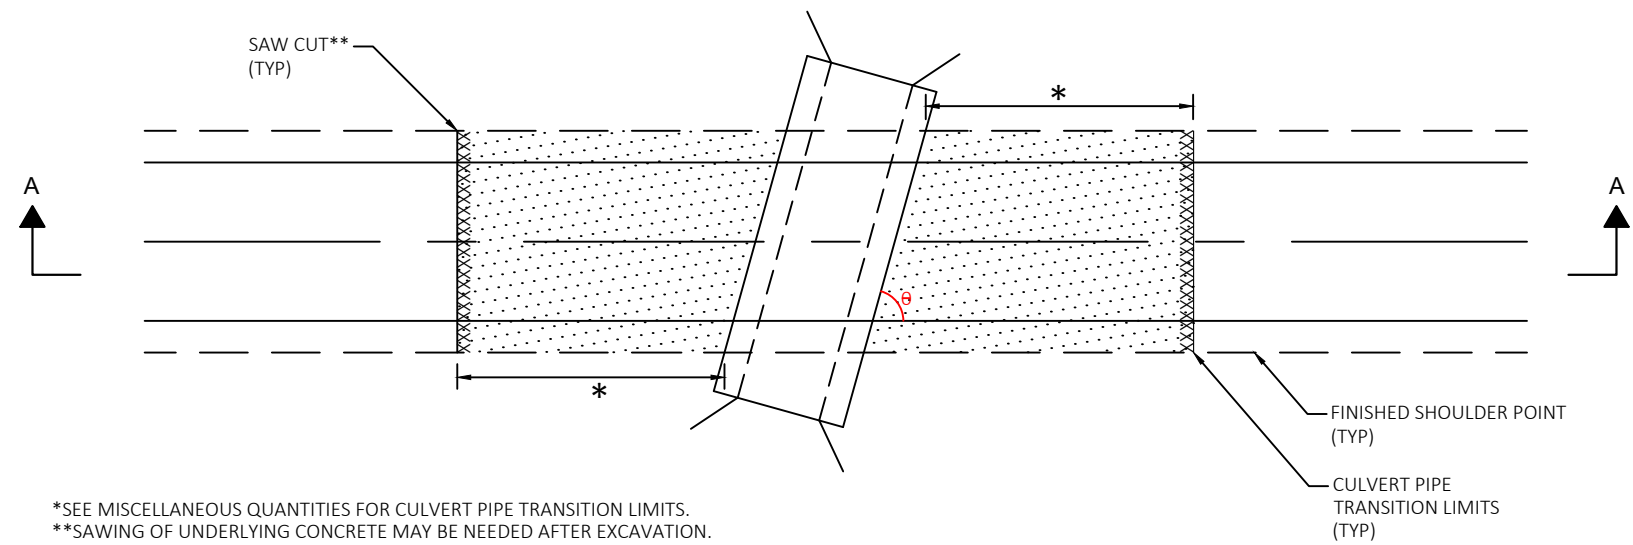 SAW CUT**
(TYP)
*
A
A
θ
*
FINISHED SHOULDER POINT
(TYP)
CULVERT PIPE
TRANSITION LIMITS
(TYP)
*SEE MISCELLANEOUS QUANTITIES FOR CULVERT PIPE TRANSITION LIMITS.
**SAWING OF UNDERLYING CONCRETE MAY BE NEEDED AFTER EXCAVATION.